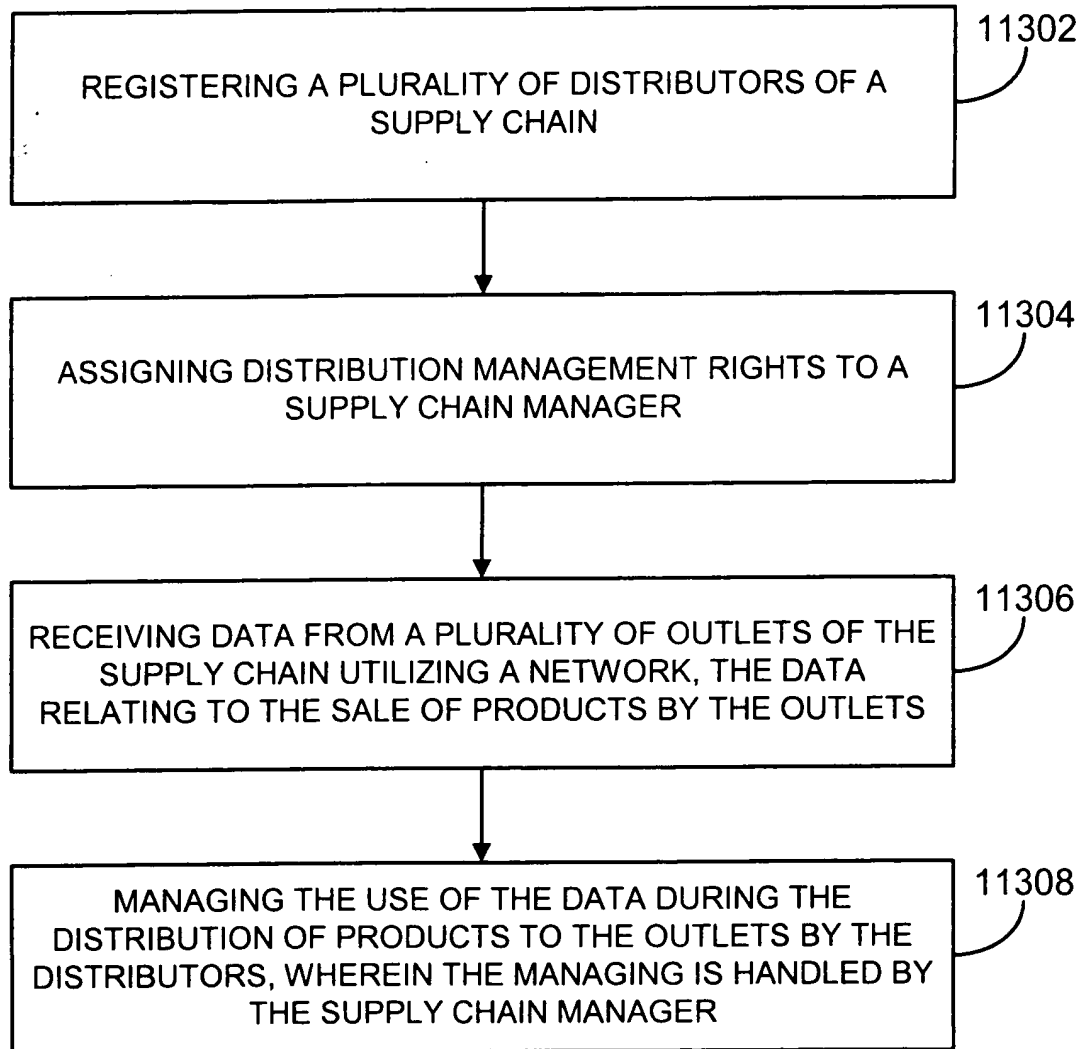 11302
REGISTERING A PLURALITY OF DISTRIBUTORS OF A
SUPPLY CHAIN
11304
ASSIGNING DISTRIBUTION MANAGEMENT RIGHTS TO A
SUPPLY CHAIN MANAGER
11306
RECEIVING DATA FROM A PLURALITY OF OUTLETS OF THE
SUPPLY CHAIN UTILIZING A NETWORK, THE DATA
RELATING TO THE SALE OF PRODUCTS BY THE OUTLETS
11308
MANAGING THE USE OF THE DATA DURING THE
DISTRIBUTION OF PRODUCTS TO THE OUTLETS BY THE
DISTRIBUTORS, WHEREIN THE MANAGING IS HANDLED BY
THE SUPPLY CHAIN MANAGER